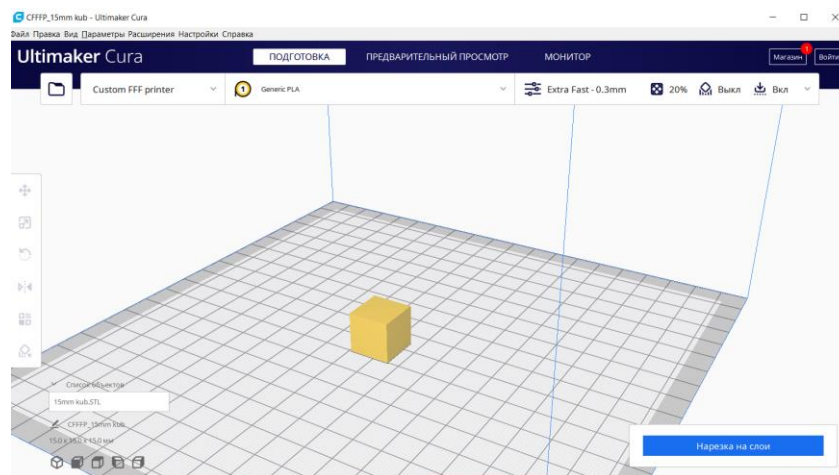 CFFFP_15mm kub - Ultimaker Cura
Файл Правка Вид Параметры Расширения Настройки Справка
Ultimaker Cura
ПОДГОТОВКА
ПРЕДВАРИТЕЛЬНЫЙ ПРОСМОТР
МОНИТОР
Магазин
1
Войти
Custom FFF printer
1
Generic PLA
Extra Fast - 0.3mm
20%
Выкл
Вкл
Список объектов
15mm kub.STL
CFFFP_15mm kub
15.0 x 15.0 x 15.0 мм
Нарезка на слои